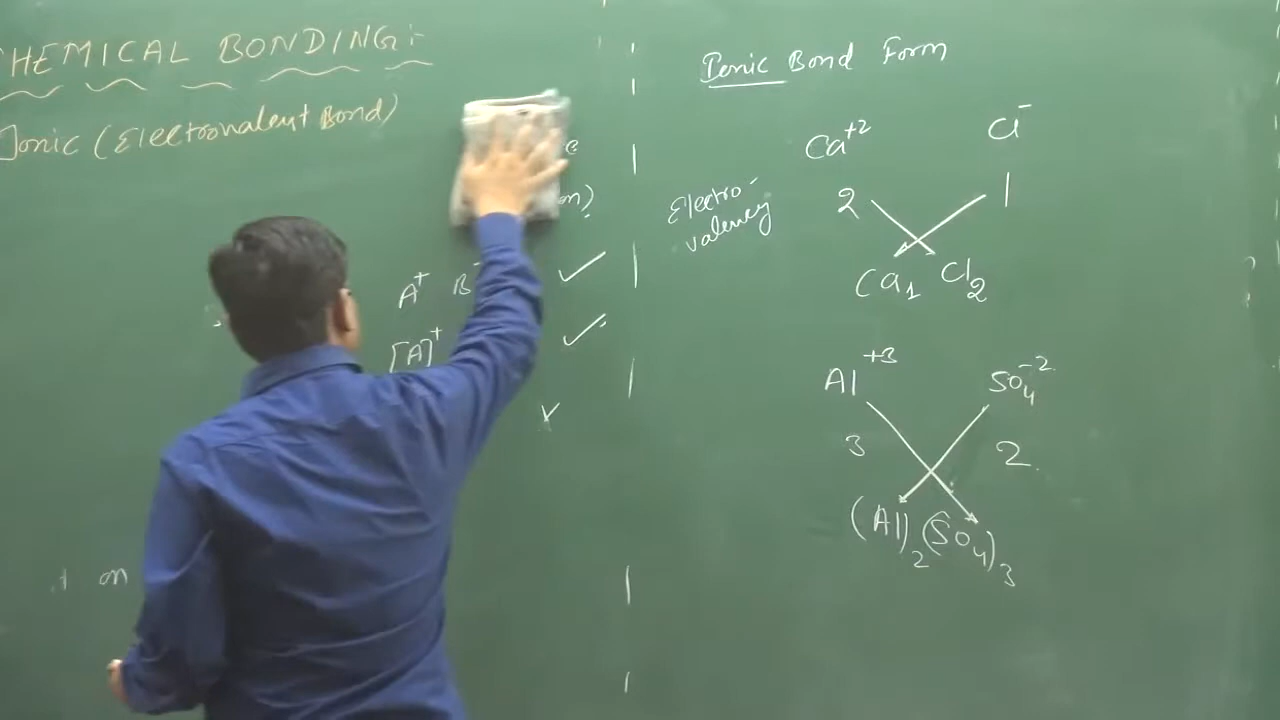 CHEMICAL BONDING:-
Ionic (Electrovalent Bond)
A⁺ B⁻
[A]⁺
on
Ionic Bond Form
Ca⁺² Cl⁻
Electro-
valency
2 1
Ca₁ Cl₂
Al⁺³ SO₄⁻²
3 2
(Al)₂(SO₄)₃